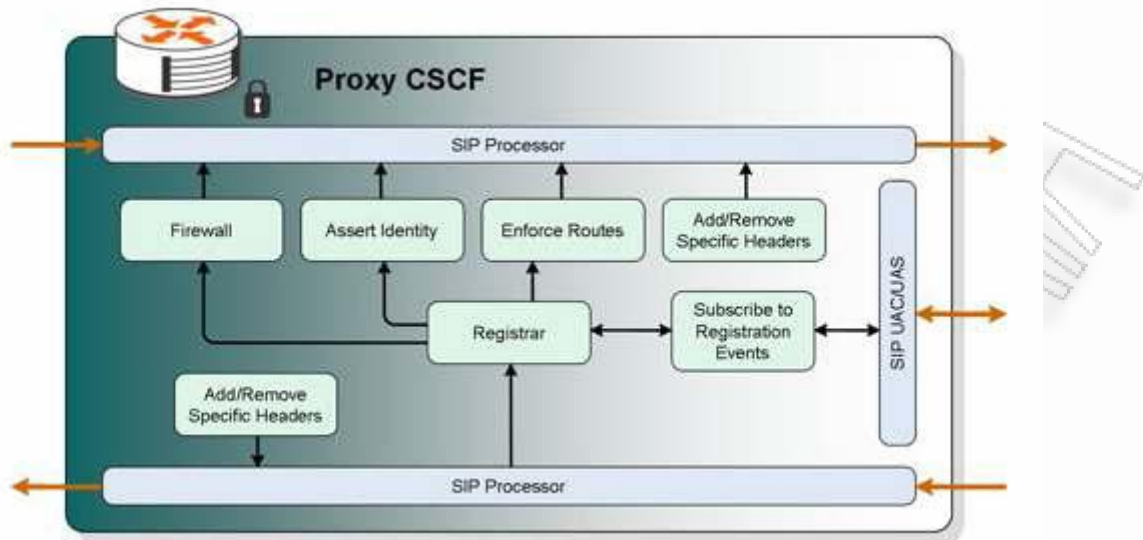 Proxy CSCF
SIP Processor
Firewall
Assert Identity
Enforce Routes
Add/Remove
Specific Headers
Registrar
Subscribe to
Registration
Events
SIP UAC/UAS
Add/Remove
Specific Headers
SIP Processor